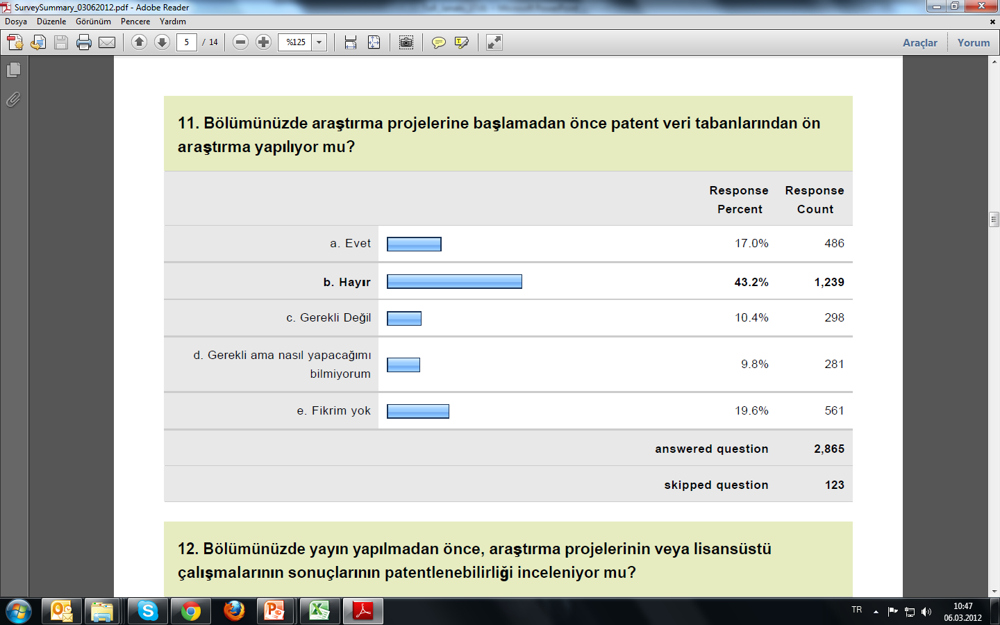 SurveySummary_03062012.pdf - Adobe Reader
Dosya Düzenle Görünüm Pencere Yardım
5 / 14 %125 Araçlar Yorum
11. Bölümünüzde araştırma projelerine başlamadan önce patent veri tabanlarından ön
araştırma yapılıyor mu?
Response Response
Percent Count
a. Evet 17.0% 486
b. Hayır 43.2% 1,239
c. Gerekli Değil 10.4% 298
d. Gerekli ama nasıl yapacağımı
bilmiyorum 9.8% 281
e. Fikrim yok 19.6% 561
answered question 2,865
skipped question 123
12. Bölümünüzde yayın yapılmadan önce, araştırma projelerinin veya lisansüstü
çalışmalarının sonuçlarının patentlenebilirliği inceleniyor mu?
TR 10:47
06.03.2012